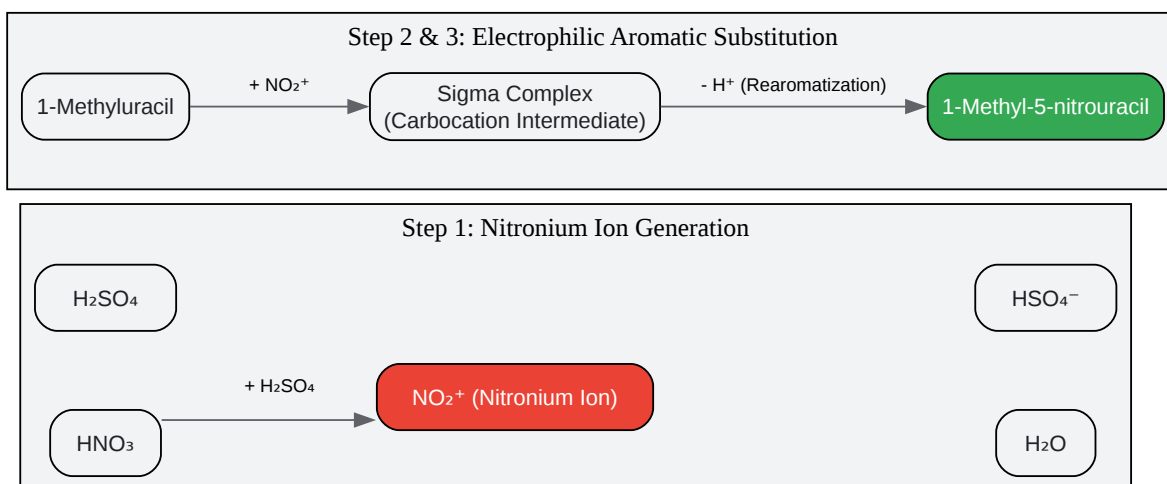 Step 2 & 3: Electrophilic Aromatic Substitution
1-Methyluracil
+ NO₂⁺
Sigma Complex
(Carbocation Intermediate)
- H⁺ (Rearomatization)
1-Methyl-5-nitrouracil
Step 1: Nitronium Ion Generation
H₂SO₄
HSO₄⁻
+ H₂SO₄
NO₂⁺ (Nitronium Ion)
HNO₃
H₂O